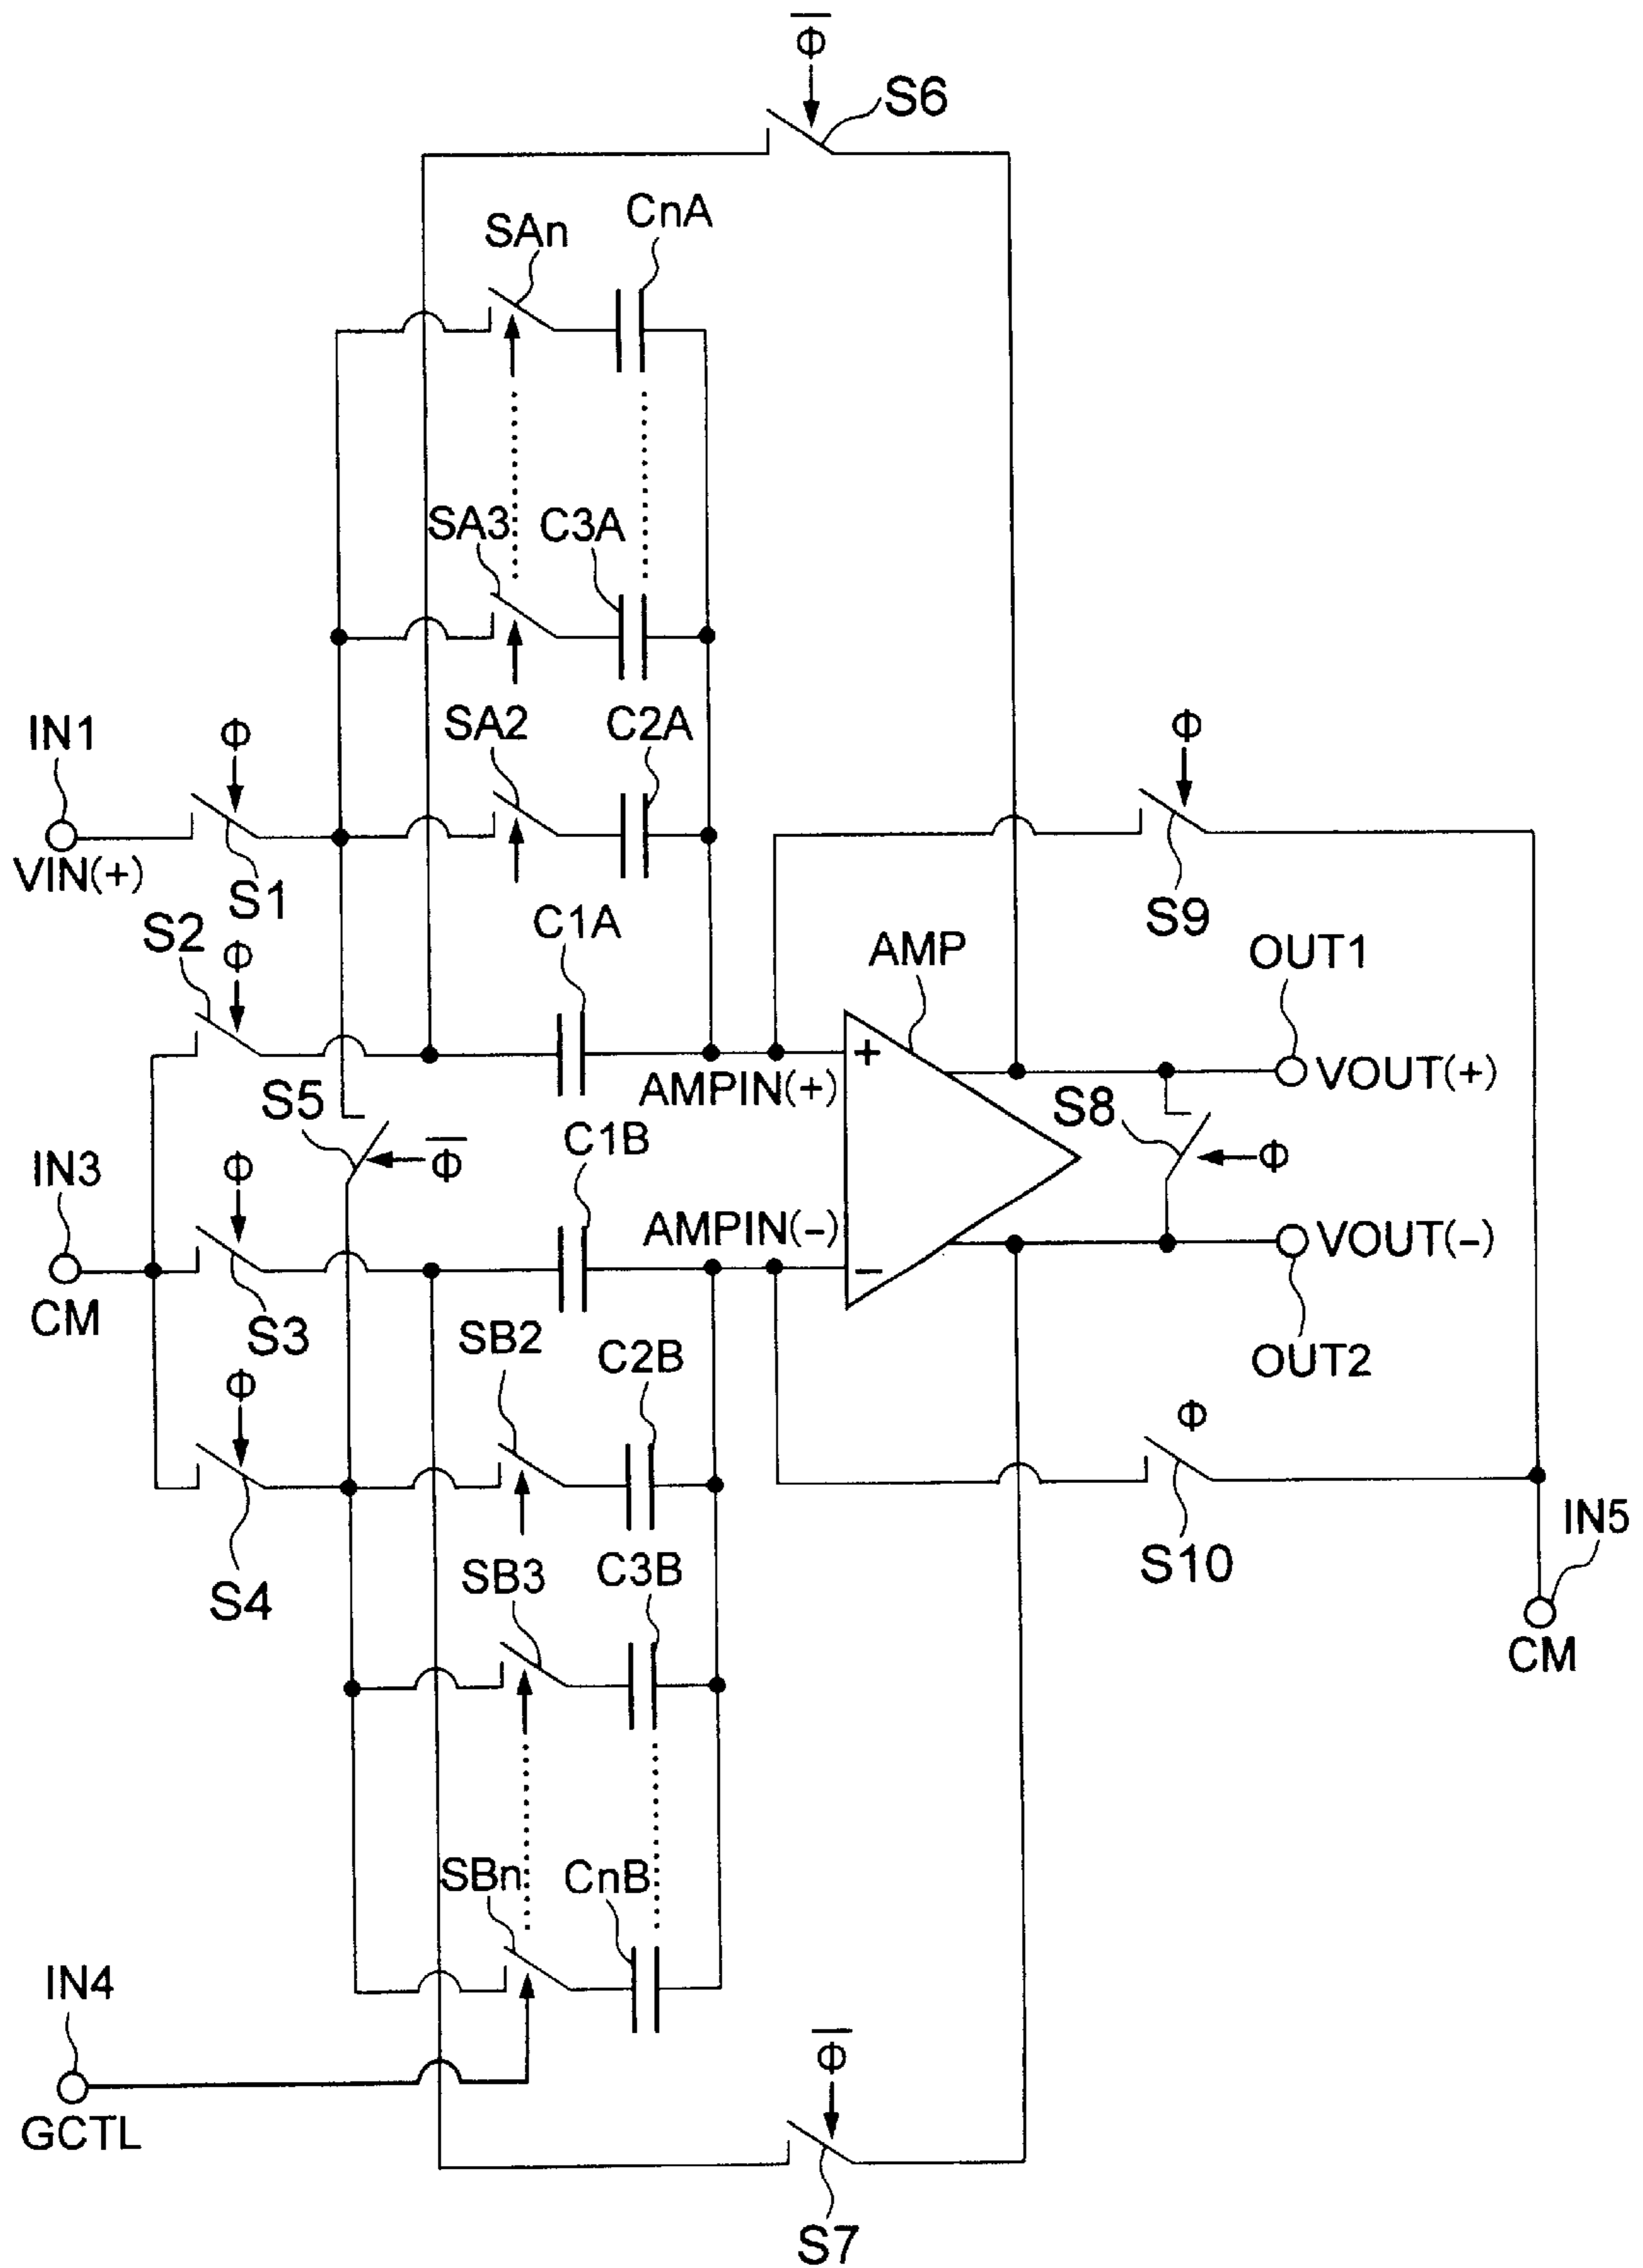 Φ̅
S6
CnA
SAn
SA3
C3A
IN1
Φ
SA2
C2A
Φ
VIN(+)
S1
S9
S2
Φ
C1A
AMP
OUT1
AMPIN(+)
VOUT(+)
S5
S8
C1B
IN3
Φ
Φ̅
Φ
AMPIN(−)
VOUT(−)
CM
S3
SB2
C2B
OUT2
Φ
Φ
IN5
S4
SB3
C3B
S10
CM
SBn
CnB
IN4
Φ̅
GCTL
S7
+
−